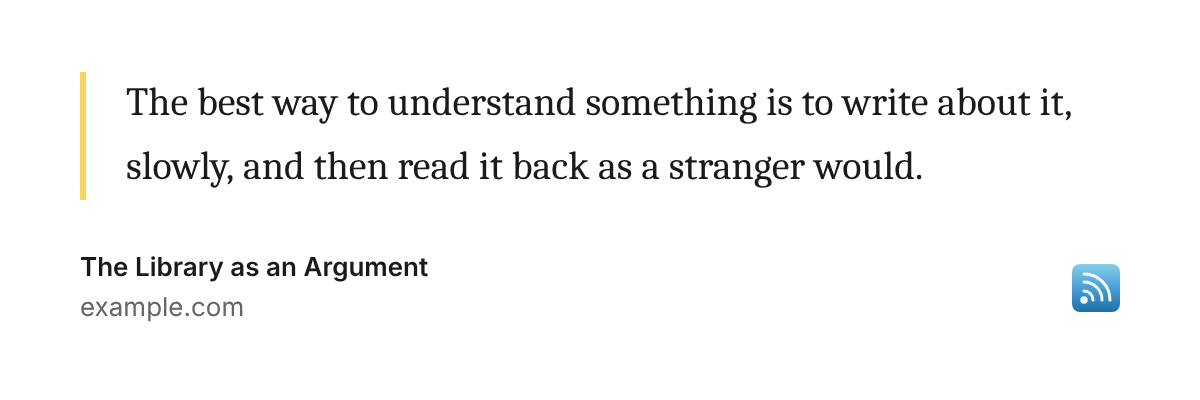 The best way to understand something is to write about it,
slowly, and then read it back as a stranger would.
The Library as an Argument
example.com